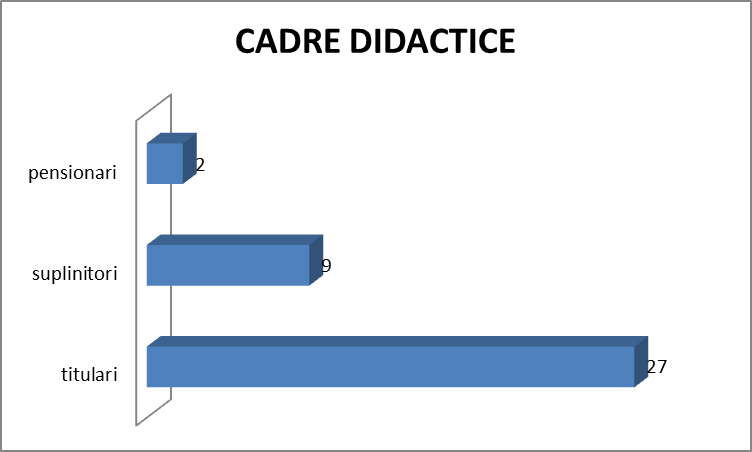 CADRE DIDACTICE
pensionari 2
suplinitori 9
titulari 27